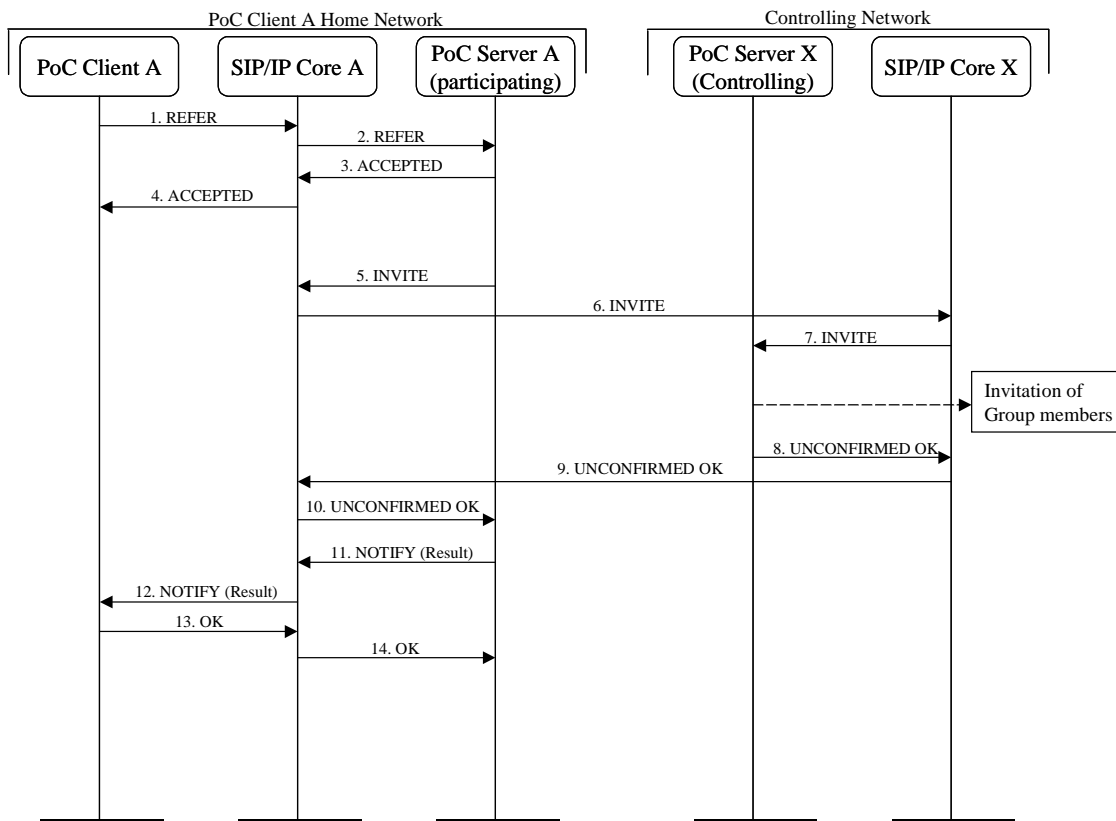 PoC Client A Home Network
Controlling Network
PoC Client A
SIP/IP Core A
PoC Server A
(participating)
PoC Server X
(Controlling)
SIP/IP Core X
1. REFER
2. REFER
3. ACCEPTED
4. ACCEPTED
5. INVITE
6. INVITE
7. INVITE
Invitation of
Group members
8. UNCONFIRMED OK
9. UNCONFIRMED OK
10. UNCONFIRMED OK
11. NOTIFY (Result)
12. NOTIFY (Result)
13. OK
14. OK